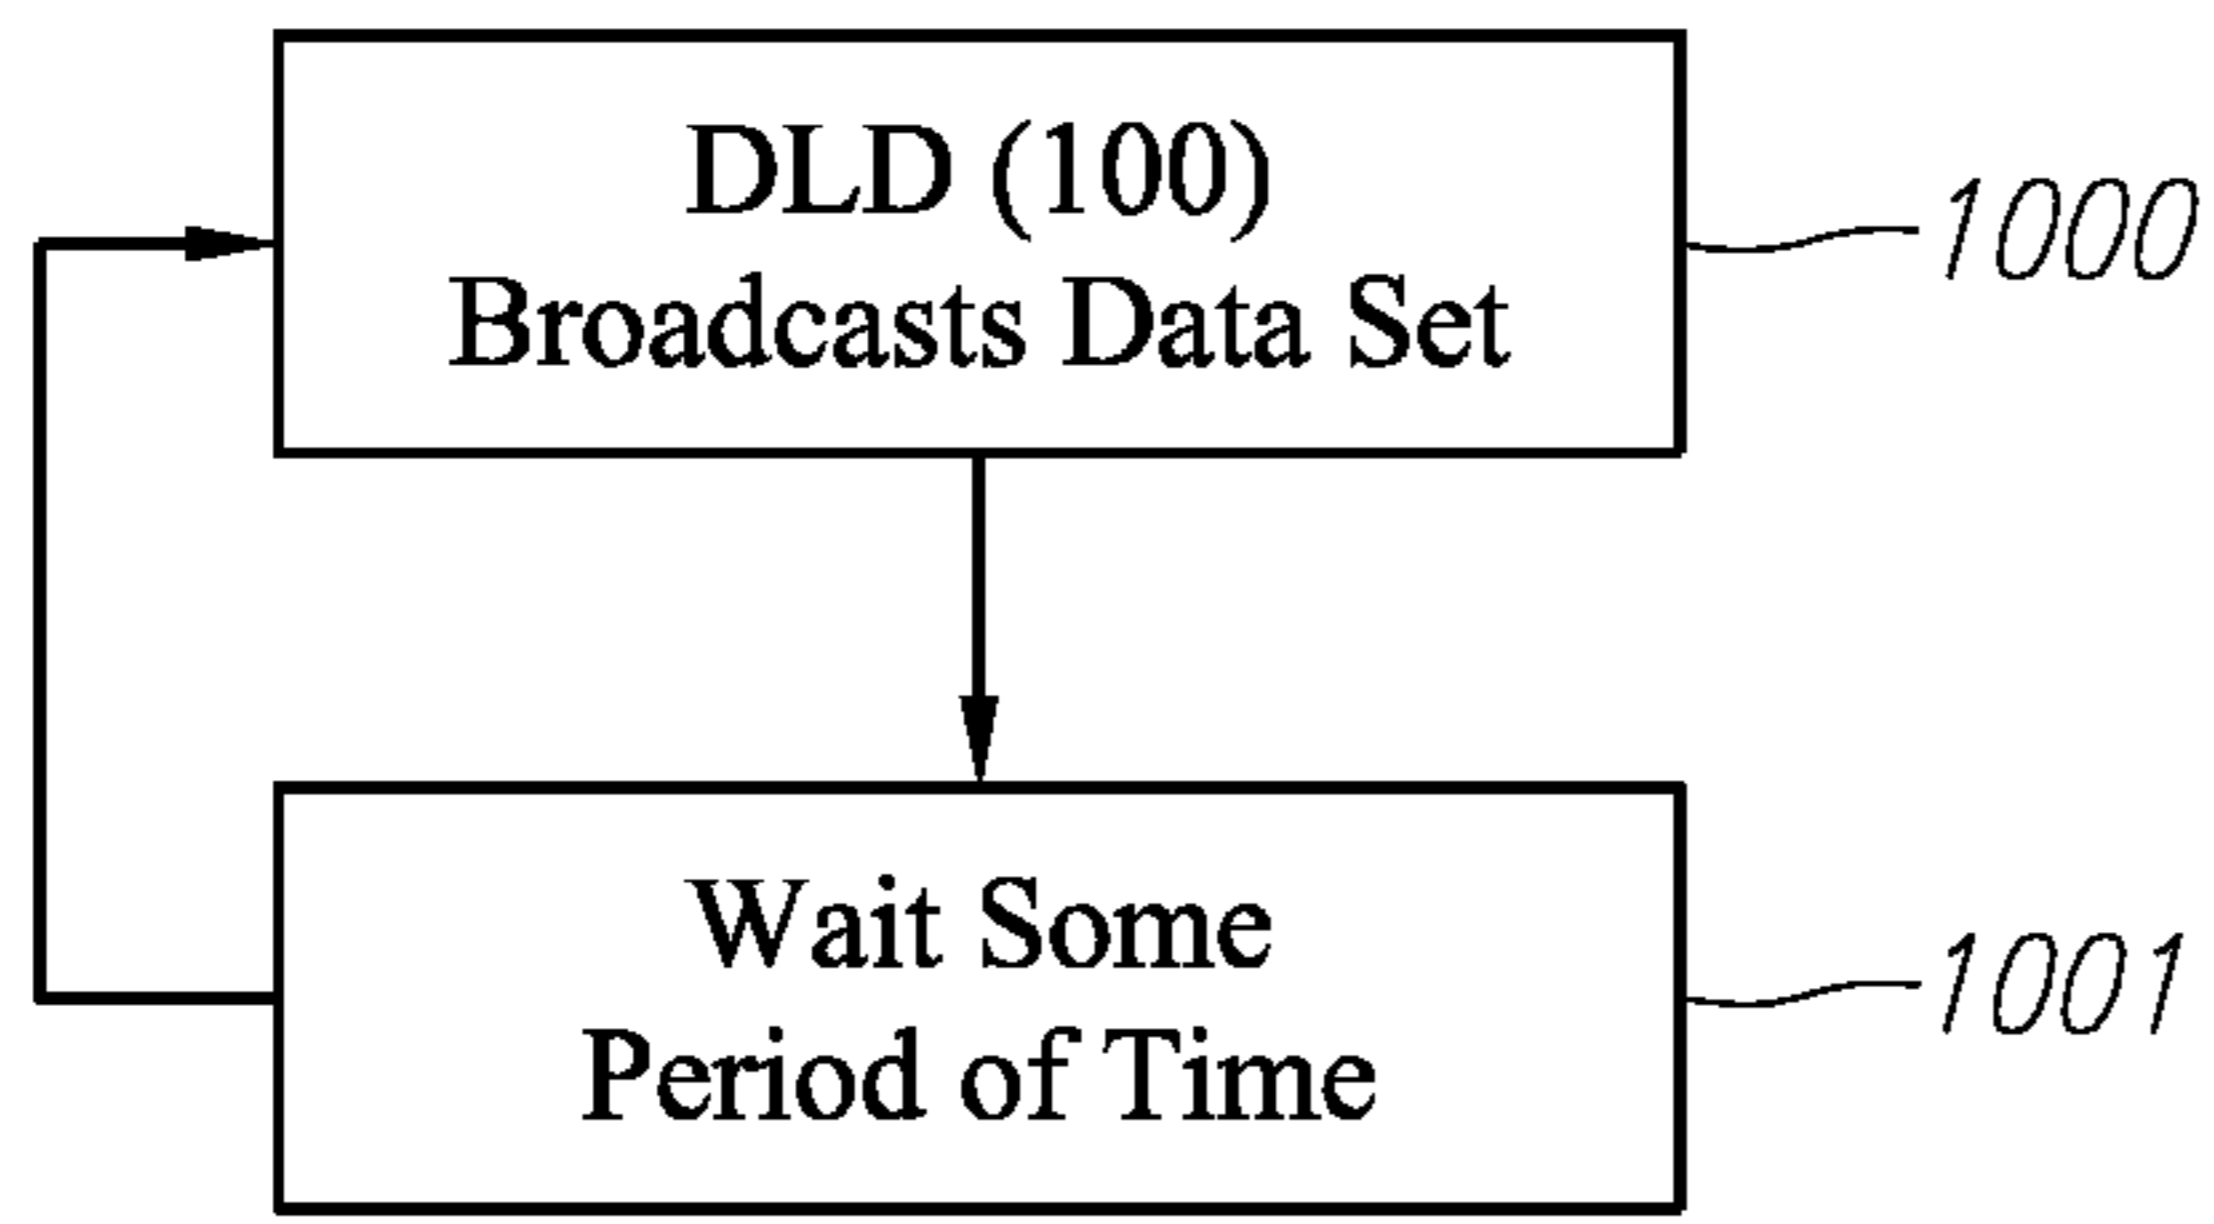 DLD (100)
Broadcasts Data Set
1000
Wait Some
Period of Time
1001